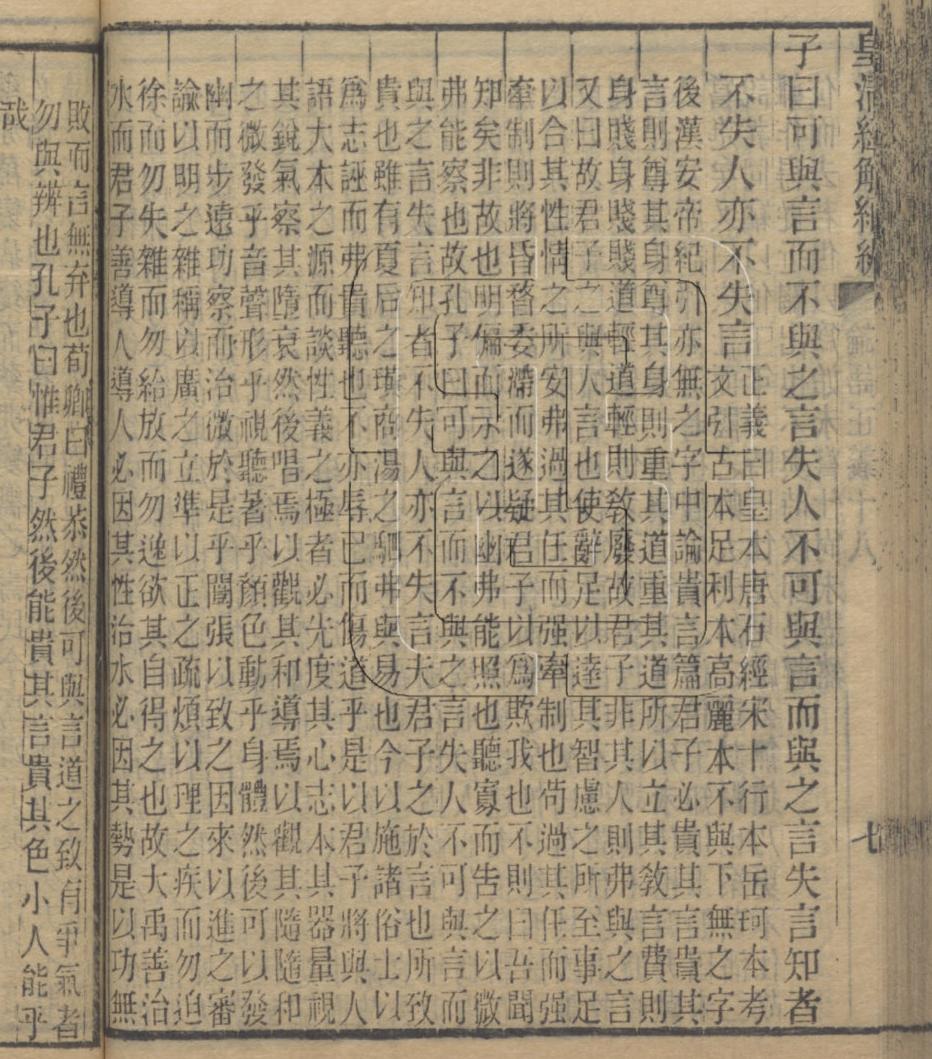 皇清經解續編
七
子曰可與言而不與之言失人不可與言而與之言失言知者
不失人亦不失言正義曰皇本唐石經宋十行本岳珂本考
文引古本足利本高麗本不與下無之字
後漢安帝紀引亦無之字中論貴言篇君子必貴其言貴其
言則尊其身尊其身則重其道重其道所以立其敎言費則
身賤身賤則道輕道輕則敎廢故君子非其人則弗與之言
又曰故君子之與人言也使辭足以達其智慮之所至事足
以合其性情之所安弗過其任而强牽制也苟過其任而强
牽制則將昏瞀委滯而遂疑君子以爲欺我也不則曰吾聞
知矣非故也明偏而示之以幽弗能照也聽寡而告之以微
弗能察也故孔子曰可與言而不與之言失人不可與言而
與之言失言知者不失人亦不失言夫君子之於言也所致
貴也雖有夏后之璜商湯之駟弗與易也今以施諸俗士以
爲志誣而弗貴聽也不亦辱己而傷道乎是以君子將與人
語大本之源而談性義之極者必先度其心志本其器量視
其銳氣察其墮衰然後唱焉以觀其和導焉以觀其隨隨和
之徵發乎音聲形乎視聽著乎顏色動乎身體然後可以發
幽而步遠功察而治微於是乎闓張以致之因來以進之審
諭以明之雜稱以廣之立準以正之疏煩以理之疾而勿迫
徐而勿失雜而勿給放而勿逸欲其自得之也故大禹善治
水而君子善導人導人必因其性治水必因其勢是以功無
敗而言無弃也荀卿曰禮恭然後可與言道之致有爭氣者
勿與辨也孔子曰惟君子然後能貴其言貴其色小人能乎
哉